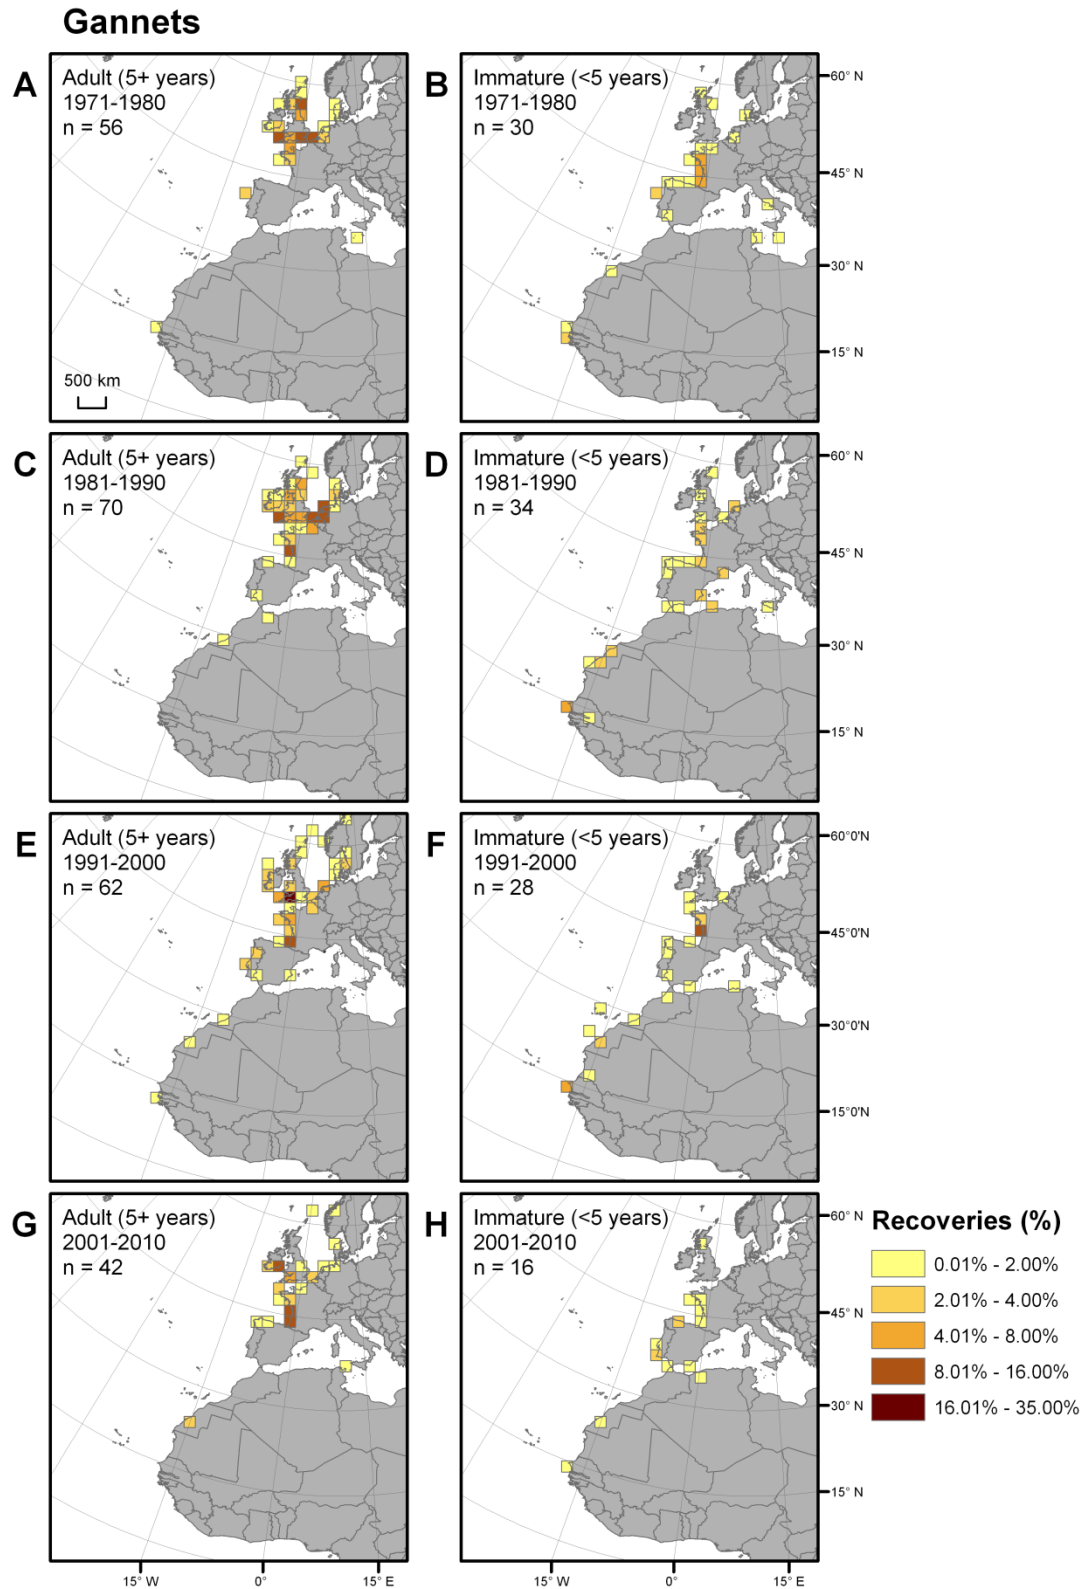 Gannets
A
Adult (5+ years)
1971-1980
n = 56
500 km
B
Immature (<5 years)
1971-1980
n = 30
60° N
45° N
30° N
15° N
C
Adult (5+ years)
1981-1990
n = 70
D
Immature (<5 years)
1981-1990
n = 34
60° N
45° N
30° N
15° N
E
Adult (5+ years)
1991-2000
n = 62
F
Immature (<5 years)
1991-2000
n = 28
60°0'N
45°0'N
30°0'N
15°0'N
G
Adult (5+ years)
2001-2010
n = 42
H
Immature (<5 years)
2001-2010
n = 16
60° N
45° N
30° N
15° N
Recoveries (%)
0.01% - 2.00%
2.01% - 4.00%
4.01% - 8.00%
8.01% - 16.00%
16.01% - 35.00%
15° W 0° 15° E 15° W 0° 15° E